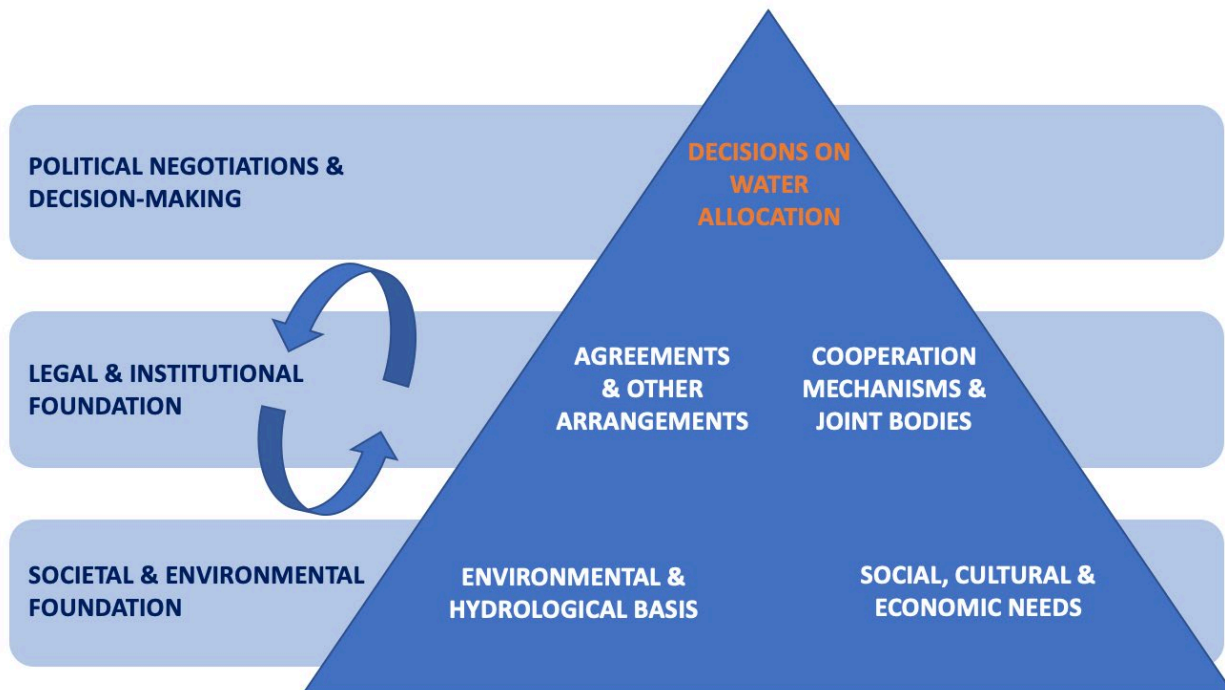 POLITICAL NEGOTIATIONS &
DECISION-MAKING
DECISIONS ON
WATER
ALLOCATION
LEGAL & INSTITUTIONAL
FOUNDATION
AGREEMENTS
& OTHER
ARRANGEMENTS
COOPERATION
MECHANISMS &
JOINT BODIES
SOCIETAL & ENVIRONMENTAL
FOUNDATION
ENVIRONMENTAL &
HYDROLOGICAL BASIS
SOCIAL, CULTURAL &
ECONOMIC NEEDS